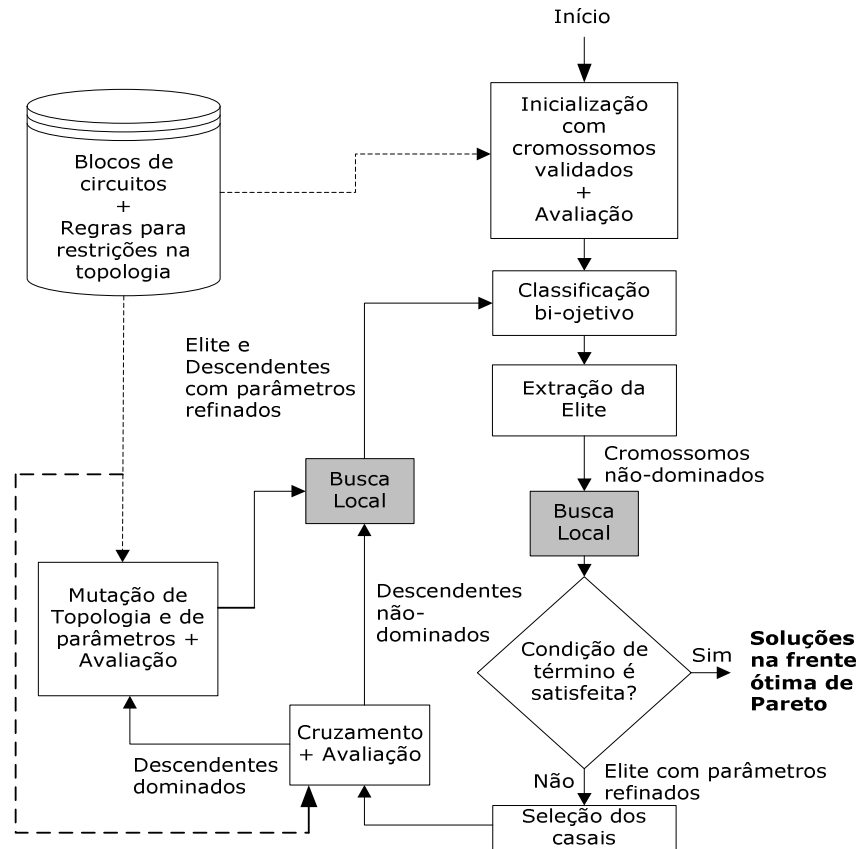 Início
Inicialização
com
cromossomos
validados
+
Avaliação
Blocos de
circuitos
+
Regras para
restrições na
topologia
Classificação
bi-ojetivo
Elite e
Descendentes
com parâmetros
refinados
Extração da
Elite
Cromossomos
não-dominados
Busca
Local
Busca
Local
Mutação de
Topologia e de
parâmetros +
Avaliação
Descendentes
não-
dominados
Condição de
término é
satisfeita?
Sim
Soluções
na frente
ótima de
Pareto
Cruzamento
+ Avaliação
Descendentes
dominados
Não
Elite com parâmetros
refinados
Seleção dos
casais